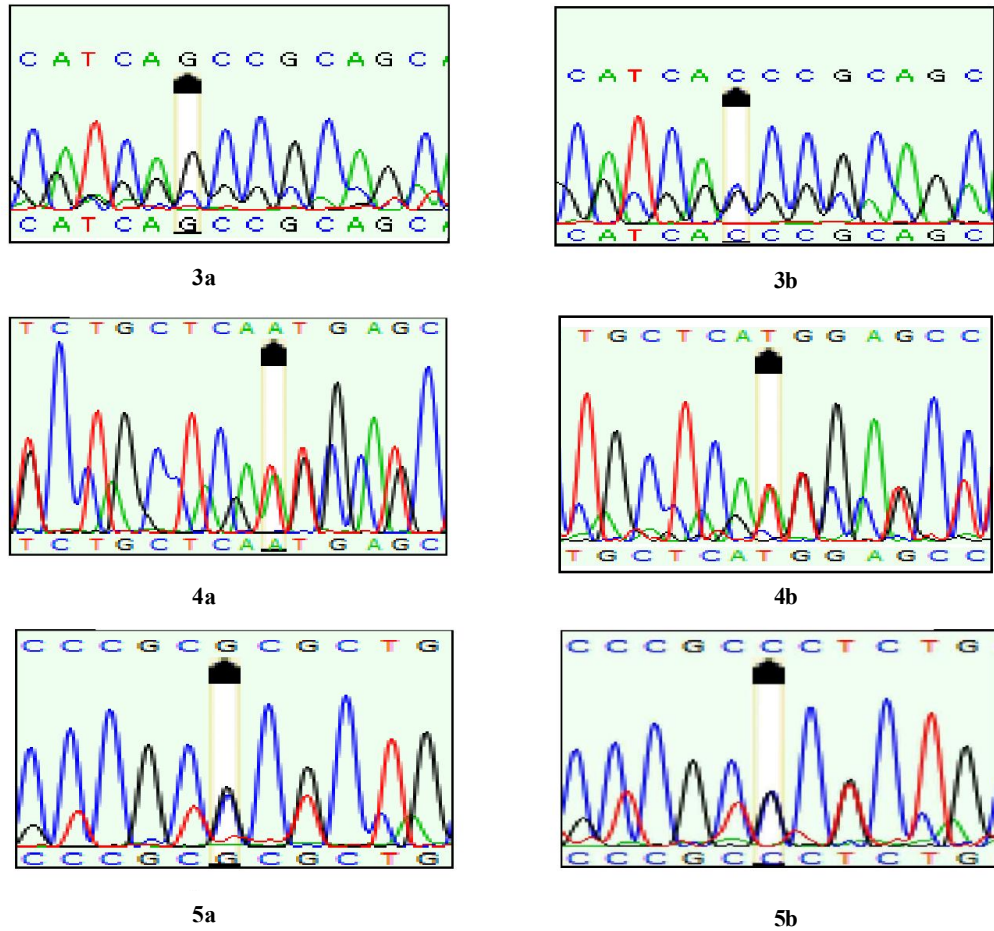 C A T C A G C C G C A G C A
C A T C A G C C G C A G C A
3a
C A T C A C C C G C A G C
C A T C A C C C G C A G C
3b
T C T G C T C A A T G A G C
T C T G C T C A A T G A G C
4a
T G C T C A T G G A G C C
T G C T C A T G G A G C C
4b
C C C G C G C G C T G
C C C G C G C G C T G
5a
C C C G C C C T C T G
C C C G C C C T C T G
5b